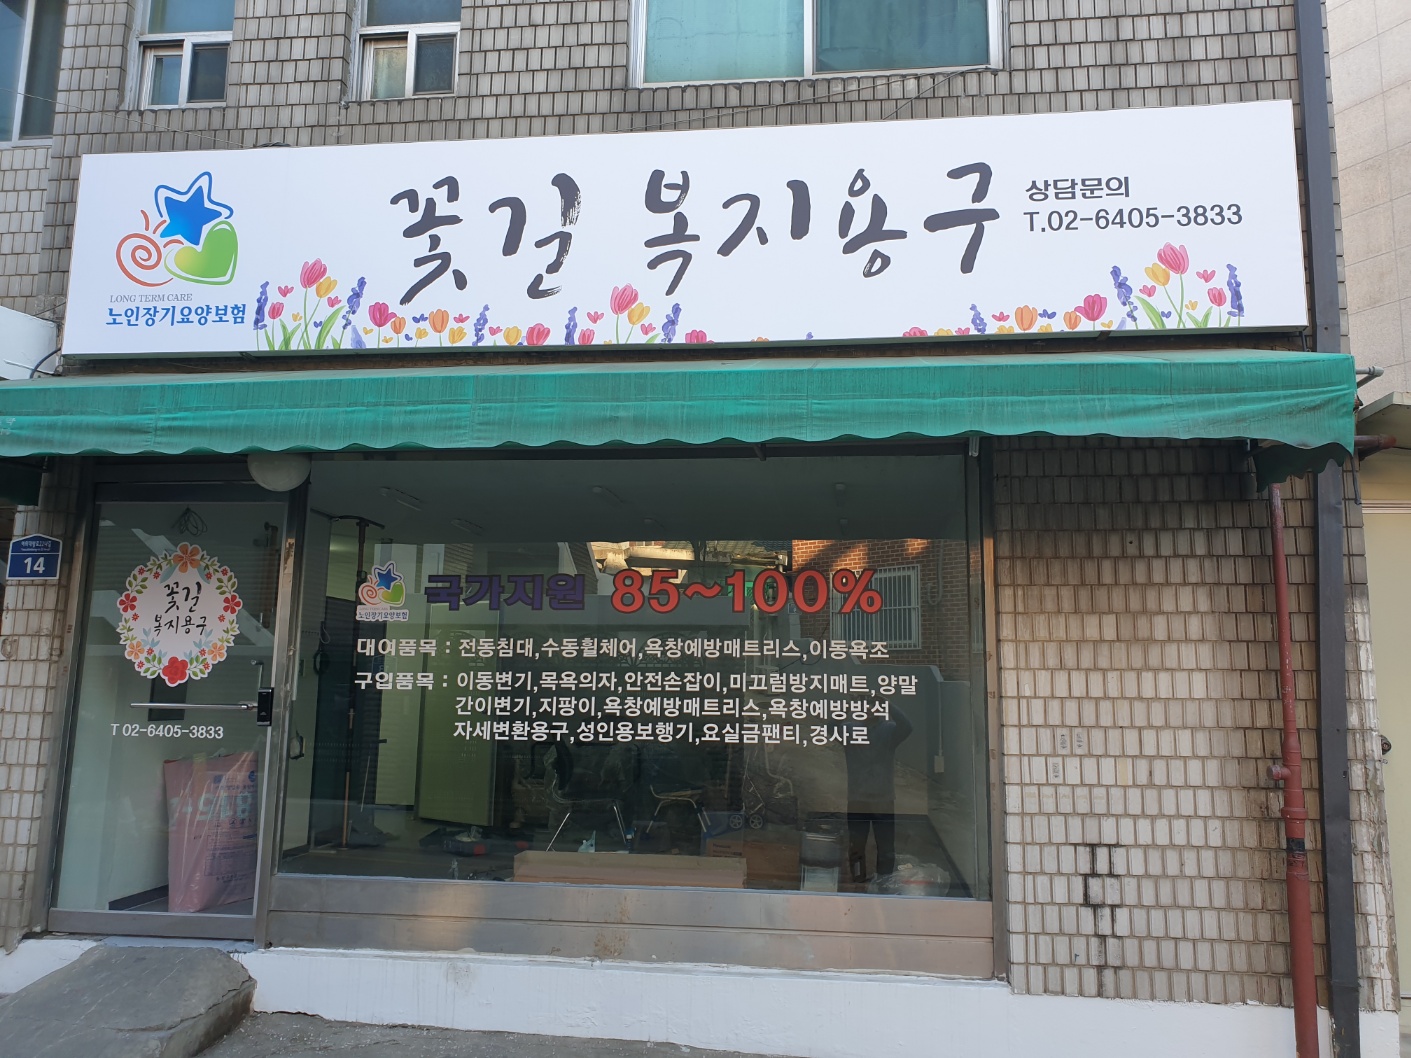 꽃길 복지용구
상담문의
T.02-6405-3833
LONG TERM CARE
노인장기요양보험
14
꽃길
복지용구
T 02-6405-3833
노인장기요양보험
국가지원 85~100%
대여품목 : 전동침대,수동휠체어,욕창예방매트리스,이동욕조
구입품목 : 이동변기,목욕의자,안전손잡이,미끄럼방지매트,양말
간이변기,지팡이,욕창예방매트리스,욕창예방방석
자세변환용구,성인용보행기,요실금팬티,경사로